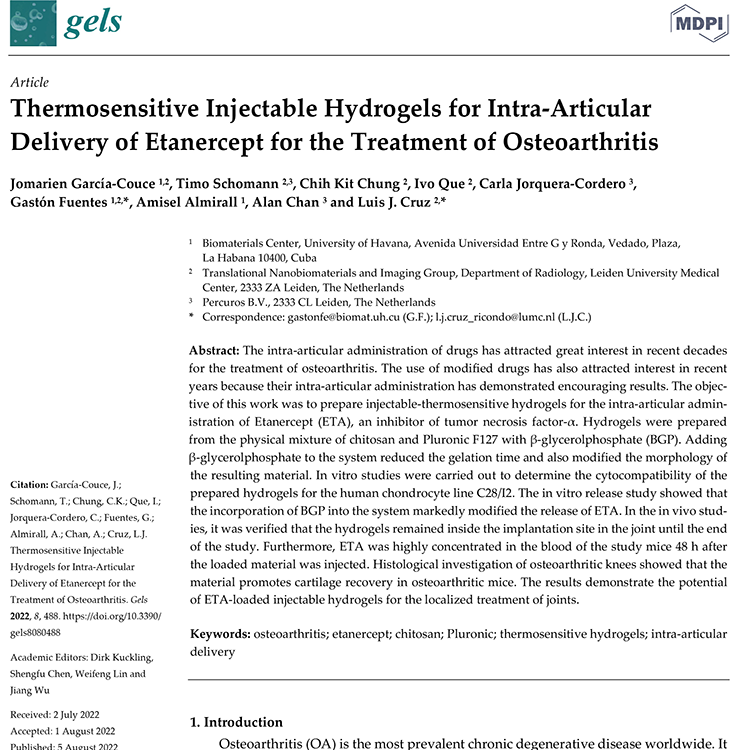 gels
MDPI
Article
Thermosensitive Injectable Hydrogels for Intra-Articular
Delivery of Etanercept for the Treatment of Osteoarthritis
Jomarien García-Couce 1,2, Timo Schomann 2,3, Chih Kit Chung 2, Ivo Que 2, Carla Jorquera-Cordero 3,
Gastón Fuentes 1,2,*, Amisel Almirall 1, Alan Chan 3 and Luis J. Cruz 2,*
1 Biomaterials Center, University of Havana, Avenida Universidad Entre G y Ronda, Vedado, Plaza,
La Habana 10400, Cuba
2 Translational Nanobiomaterials and Imaging Group, Department of Radiology, Leiden University Medical
Center, 2333 ZA Leiden, The Netherlands
3 Percuros B.V., 2333 CL Leiden, The Netherlands
* Correspondence: gastonfe@biomat.uh.cu (G.F.); l.j.cruz_ricondo@lumc.nl (L.J.C.)
Abstract: The intra-articular administration of drugs has attracted great interest in recent decades
for the treatment of osteoarthritis. The use of modified drugs has also attracted interest in recent
years because their intra-articular administration has demonstrated encouraging results. The objec-
tive of this work was to prepare injectable-thermosensitive hydrogels for the intra-articular admin-
istration of Etanercept (ETA), an inhibitor of tumor necrosis factor-α. Hydrogels were prepared
from the physical mixture of chitosan and Pluronic F127 with β-glycerolphosphate (BGP). Adding
β-glycerolphosphate to the system reduced the gelation time and also modified the morphology of
the resulting material. In vitro studies were carried out to determine the cytocompatibility of the
prepared hydrogels for the human chondrocyte line C28/I2. The in vitro release study showed that
the incorporation of BGP into the system markedly modified the release of ETA. In the in vivo stud-
ies, it was verified that the hydrogels remained inside the implantation site in the joint until the end
of the study. Furthermore, ETA was highly concentrated in the blood of the study mice 48 h after
the loaded material was injected. Histological investigation of osteoarthritic knees showed that the
material promotes cartilage recovery in osteoarthritic mice. The results demonstrate the potential
of ETA-loaded injectable hydrogels for the localized treatment of joints.
Keywords: osteoarthritis; etanercept; chitosan; Pluronic; thermosensitive hydrogels; intra-articular
delivery
Citation: García-Couce, J.;
Schomann, T.; Chung, C.K.; Que, I.;
Jorquera-Cordero, C.; Fuentes, G.;
Almirall, A.; Chan, A.; Cruz, L.J.
Thermosensitive Injectable
Hydrogels for Intra-Articular
Delivery of Etanercept for the
Treatment of Osteoarthritis. Gels
2022, 8, 488. https://doi.org/10.3390/
gels8080488
Academic Editors: Dirk Kuckling,
Shengfu Chen, Weifeng Lin and
Jiang Wu
Received: 2 July 2022
Accepted: 1 August 2022
Published: 5 August 2022
1. Introduction
Osteoarthritis (OA) is the most prevalent chronic degenerative disease worldwide. It